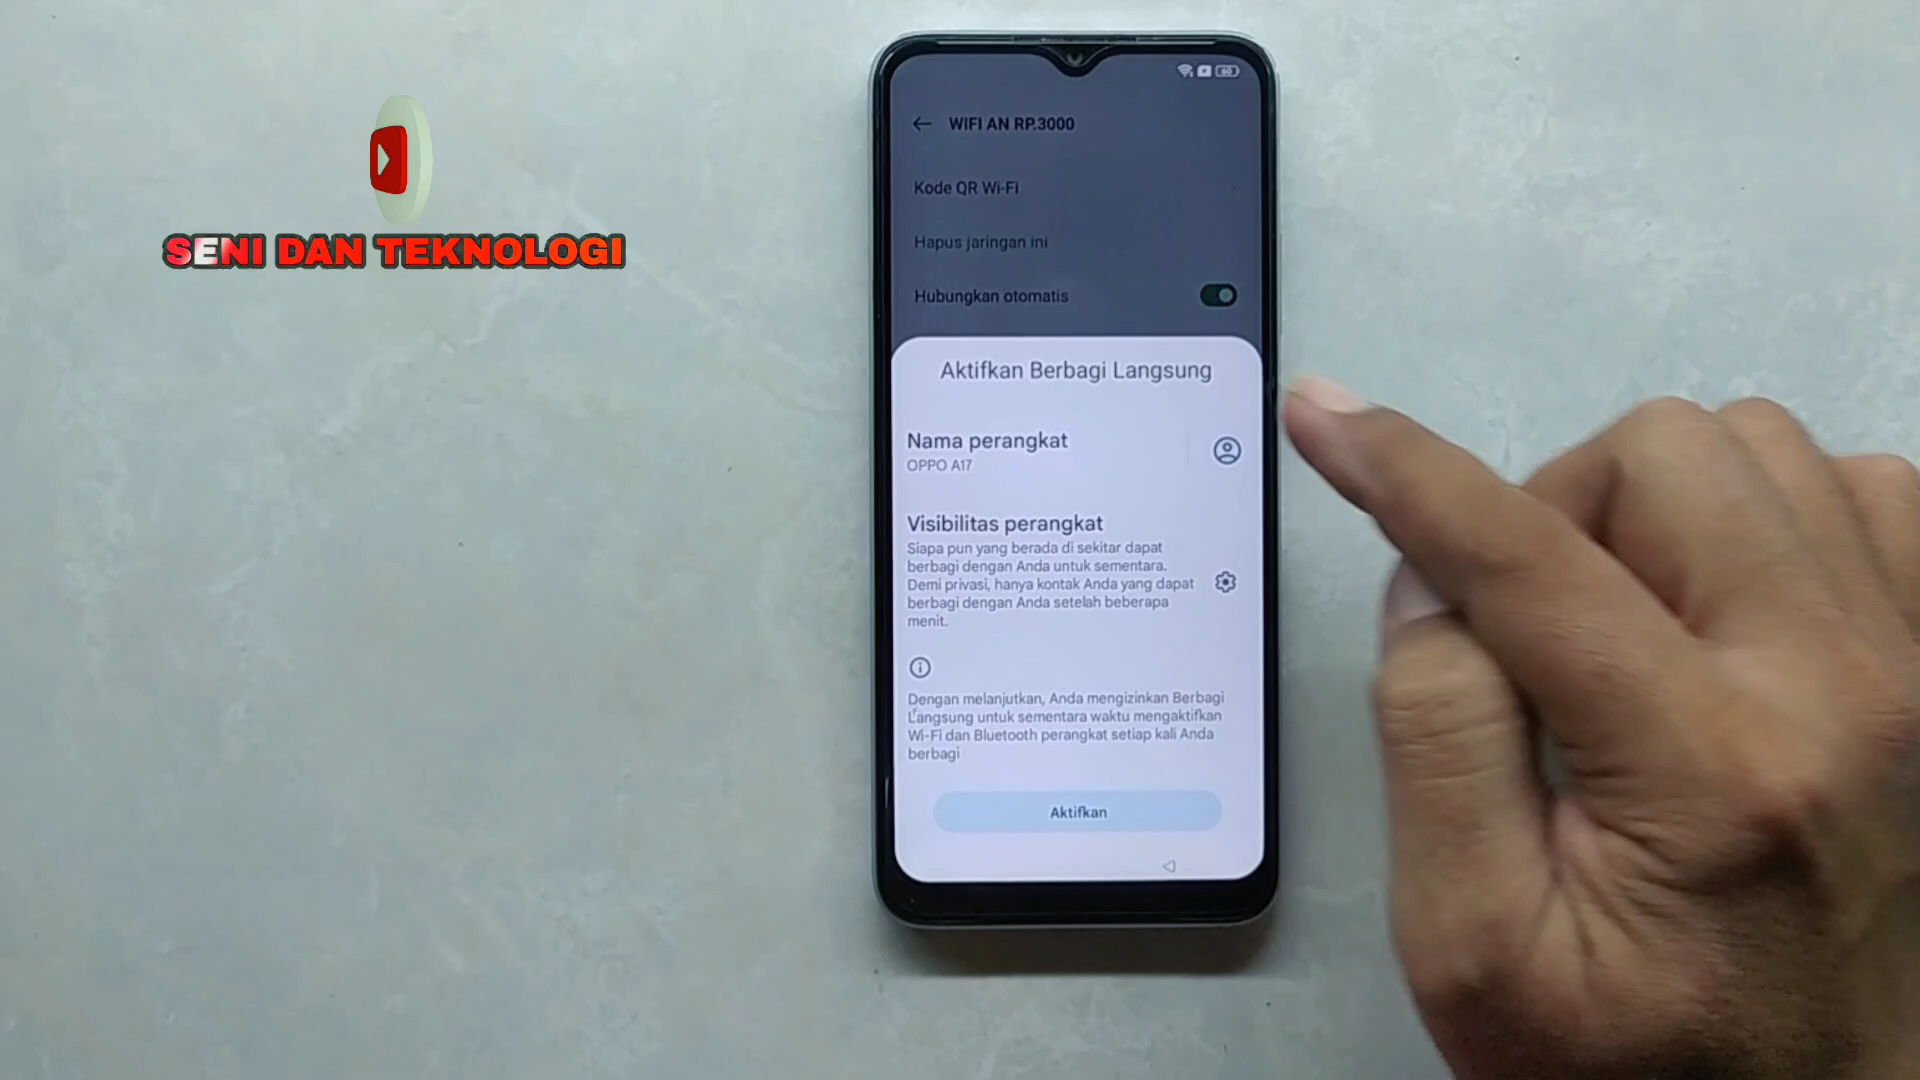 SENI DAN TEKNOLOGI
60
WIFI AN RP.3000
Kode QR Wi-Fi
Hapus jaringan ini
Hubungkan otomatis
Aktifkan Berbagi Langsung
Nama perangkat
OPPO A17
Visibilitas perangkat
Siapa pun yang berada di sekitar dapat
berbagi dengan Anda untuk sementara.
Demi privasi, hanya kontak Anda yang dapat
berbagi dengan Anda setelah beberapa
menit.
Dengan melanjutkan, Anda mengizinkan Berbagi
Langsung untuk sementara waktu mengaktifkan
Wi-Fi dan Bluetooth perangkat setiap kali Anda
berbagi
Aktifkan